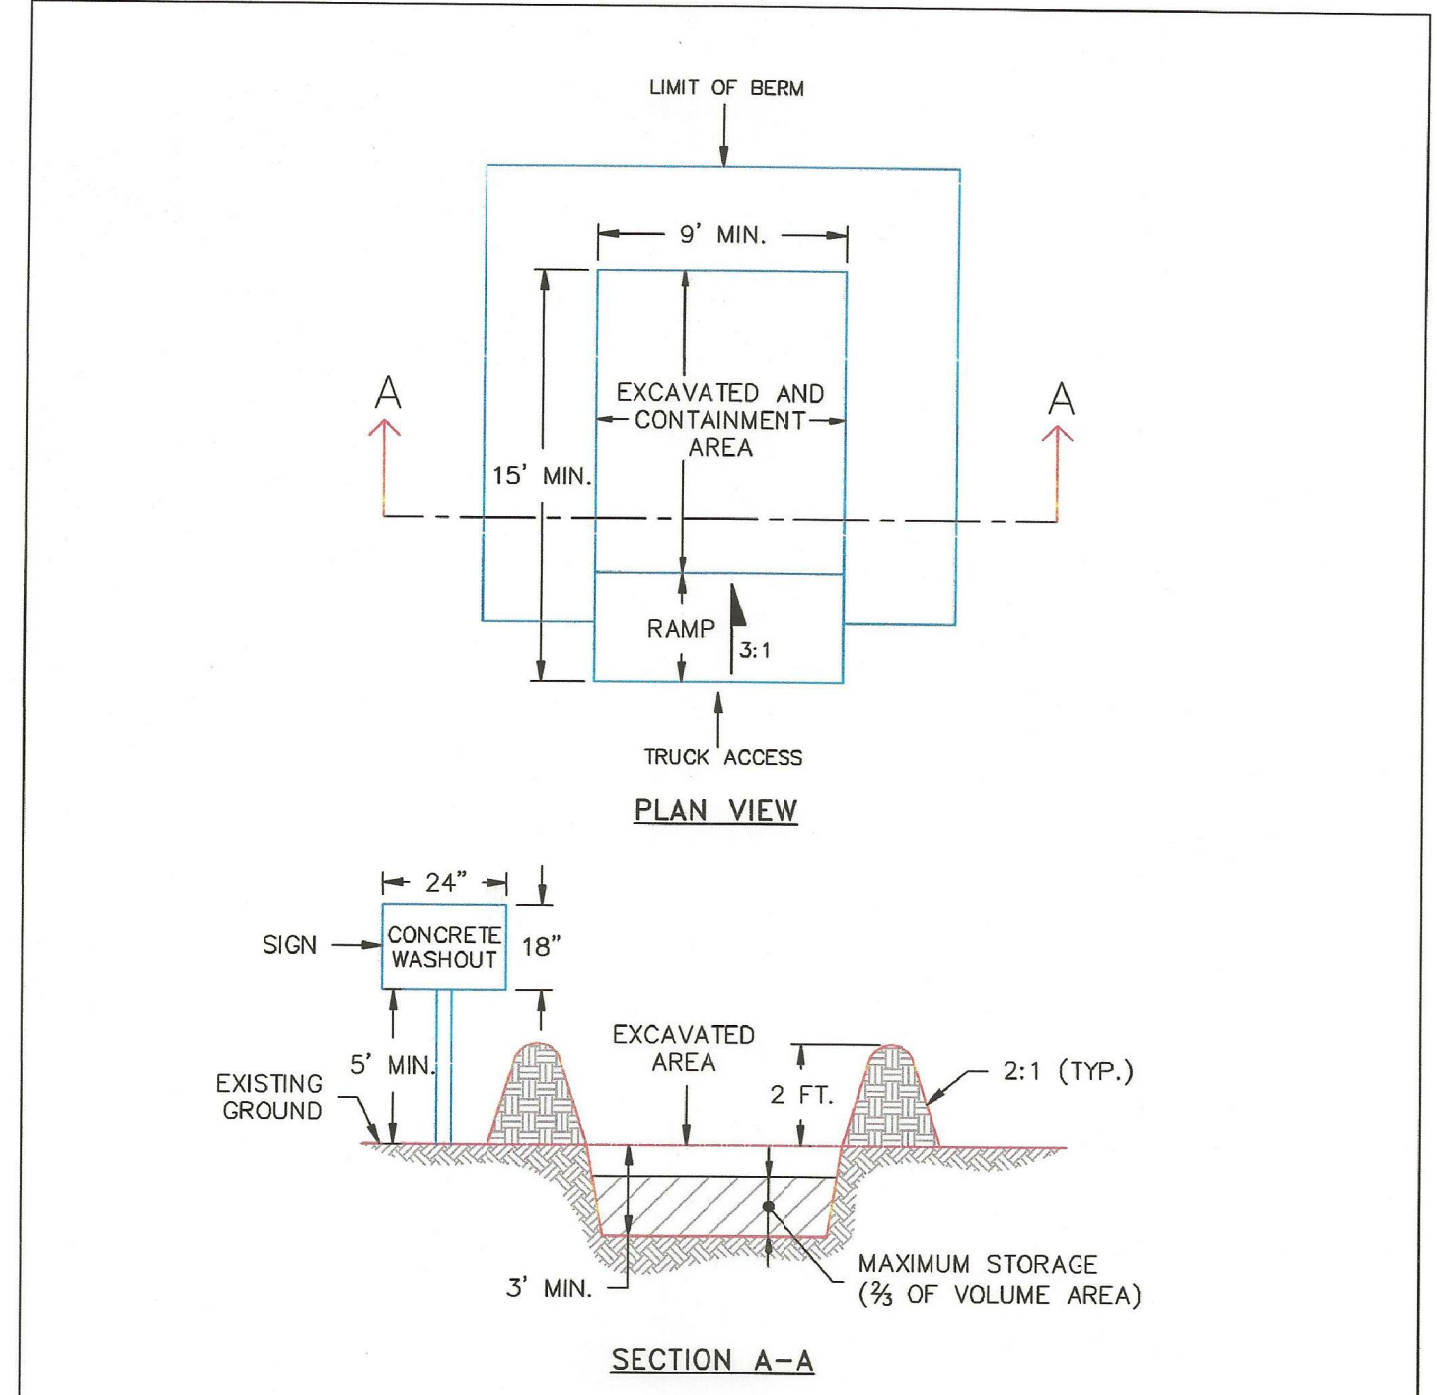 LIMIT OF BERM
9' MIN.
A
A
EXCAVATED AND
CONTAINMENT
AREA
15' MIN.
RAMP
3:1
TRUCK ACCESS
PLAN VIEW
24"
SIGN
CONCRETE
WASHOUT
18"
5' MIN.
EXISTING
GROUND
EXCAVATED
AREA
2 FT.
2:1 (TYP.)
3' MIN.
MAXIMUM STORAGE
(⅔ OF VOLUME AREA)
SECTION A-A